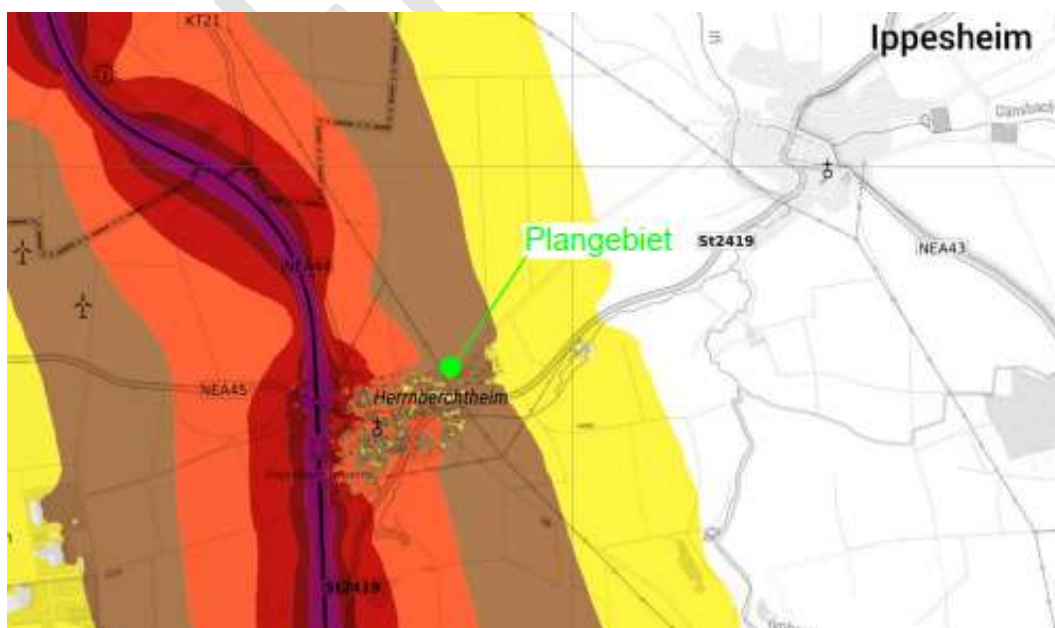 KT21
Ippesheim
Plangebiet
St2419
NEA43
NEA44
NEA45
Herrnberchtheim
St2419